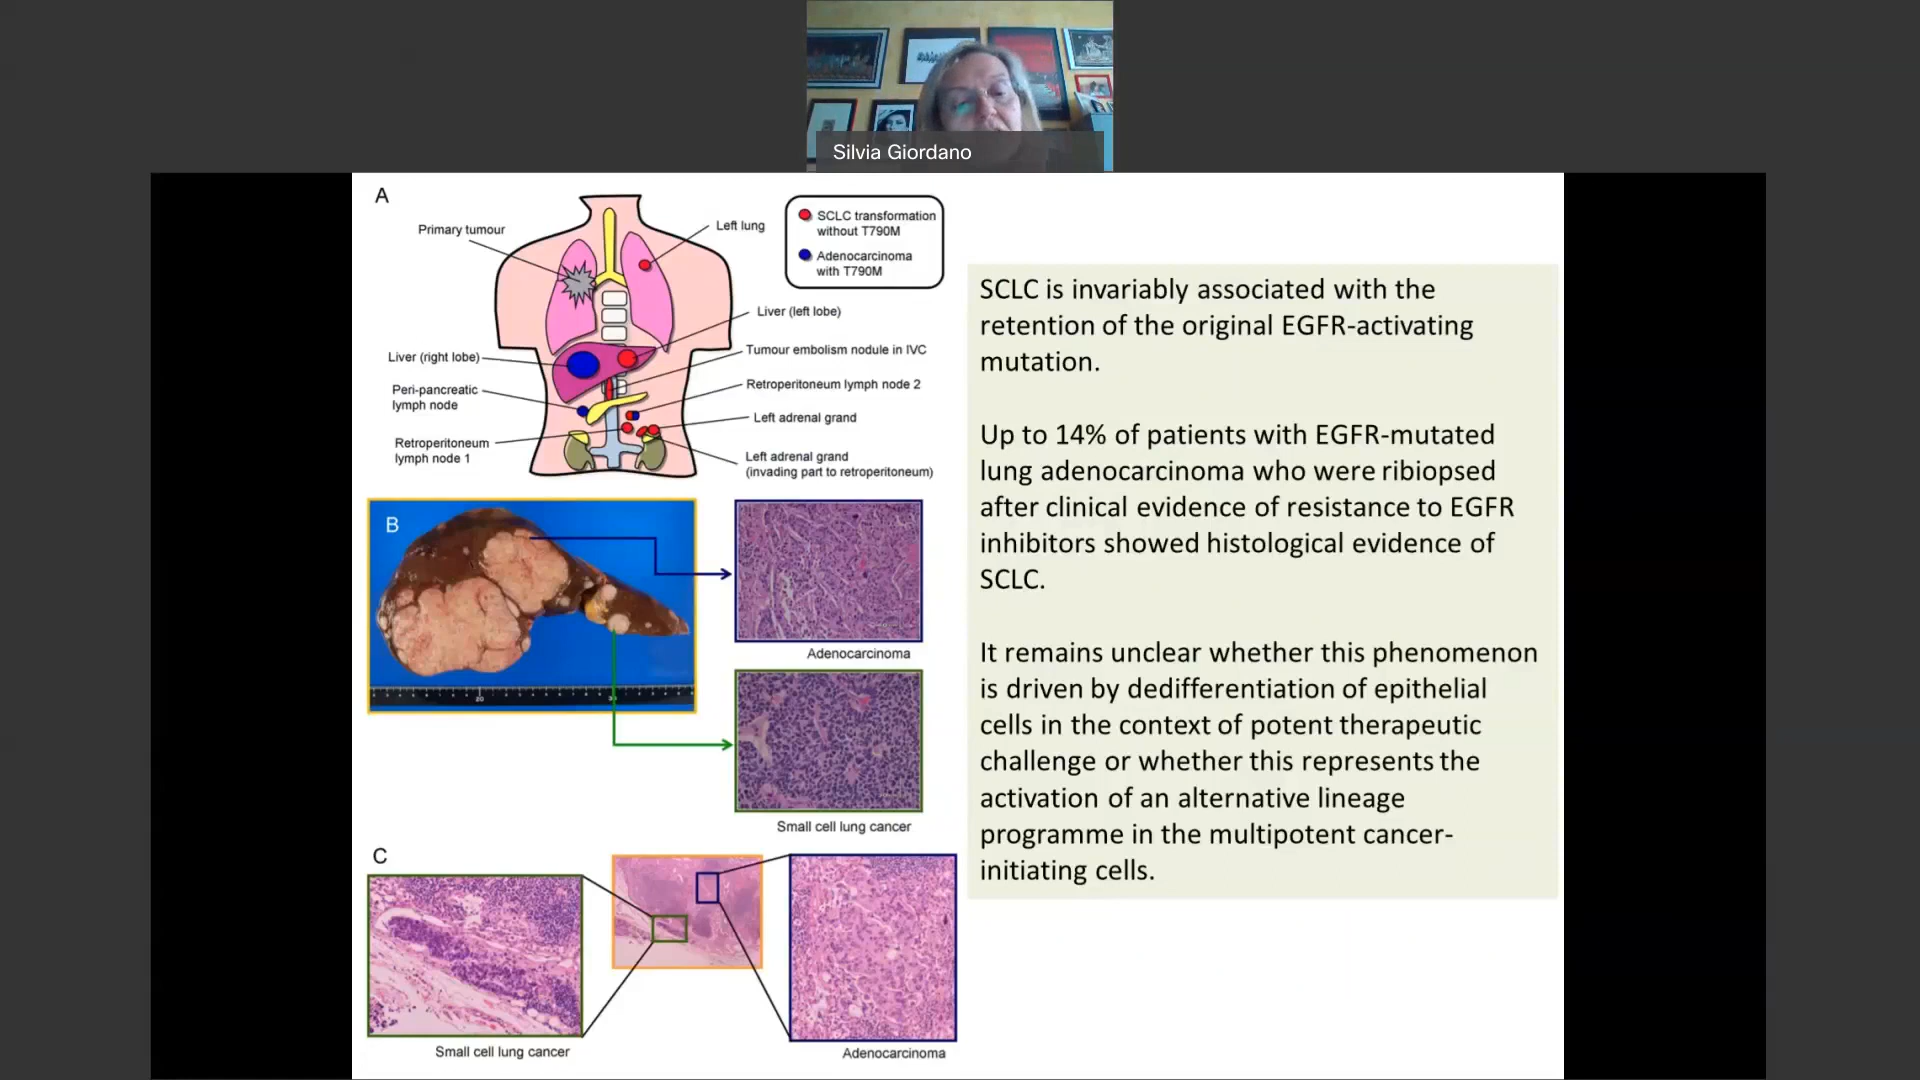 Silvia Giordano
A
Primary tumour
Left lung
SCLC transformation
without T790M
Adenocarcinoma
with T790M
Liver (left lobe)
Tumour embolism nodule in IVC
Liver (right lobe)
Retroperitoneum lymph node 2
Peri-pancreatic
lymph node
Left adrenal grand
Retroperitoneum
lymph node 1
Left adrenal grand
(invading part to retroperitoneum)
B
20
Adenocarcinoma
Small cell lung cancer
C
Small cell lung cancer
Adenocarcinoma
SCLC is invariably associated with the
retention of the original EGFR-activating
mutation.
Up to 14% of patients with EGFR-mutated
lung adenocarcinoma who were ribiopsed
after clinical evidence of resistance to EGFR
inhibitors showed histological evidence of
SCLC.
It remains unclear whether this phenomenon
is driven by dedifferentiation of epithelial
cells in the context of potent therapeutic
challenge or whether this represents the
activation of an alternative lineage
programme in the multipotent cancer-
initiating cells.